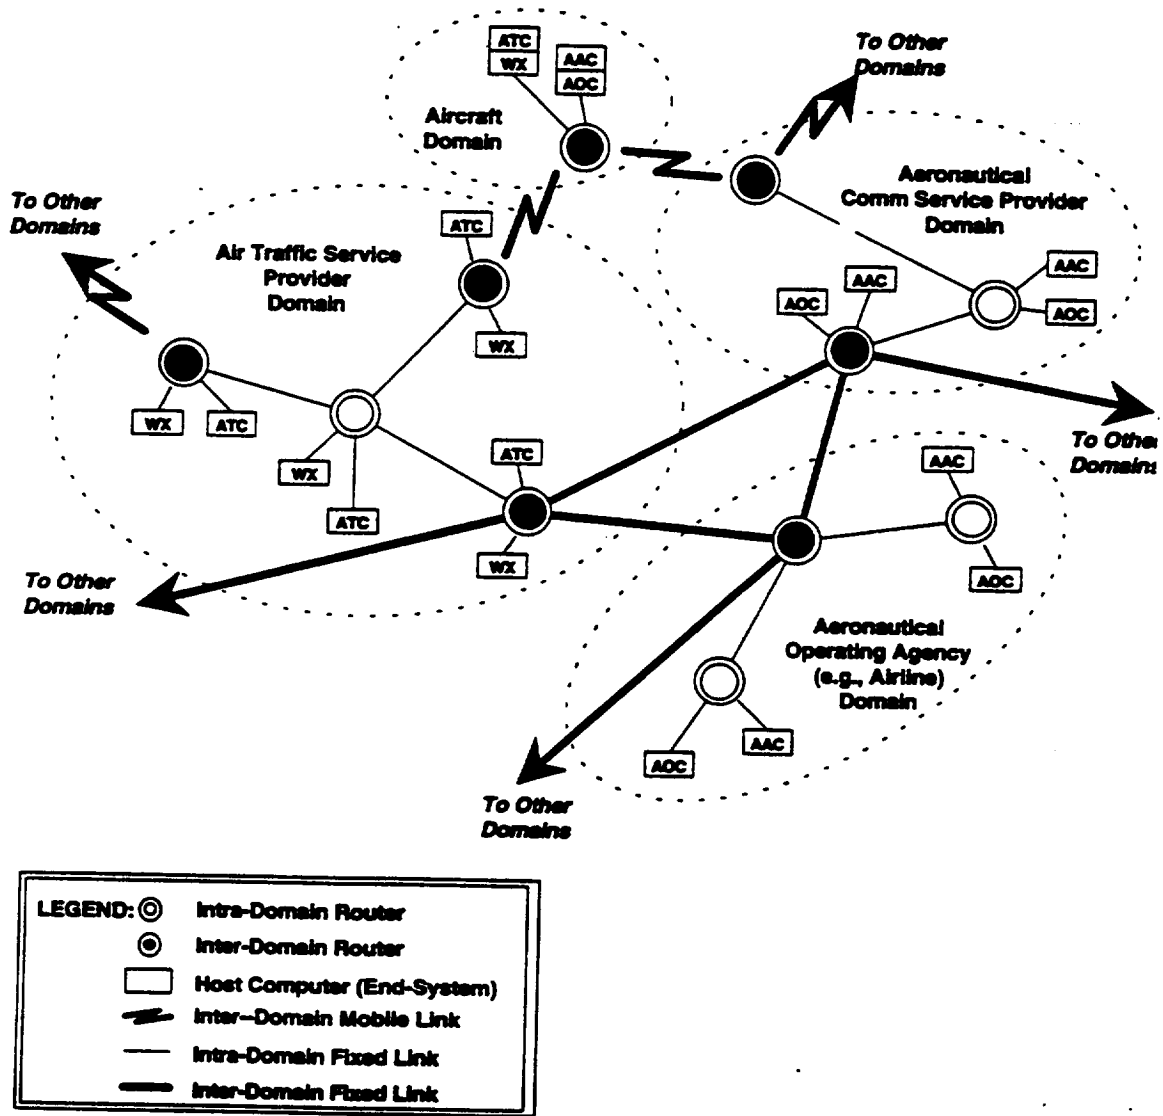 ATC
WX
AAC
AOC
To Other
Domains
Aircraft
Domain
Aeronautical
Comm Service Provider
Domain
To Other
Domains
ATC
Air Traffic Service
Provider
Domain
AAC
AAC
AOC
AOC
WX
WX
ATC
WX
ATC
ATC
WX
To Othe
Domains
AAC
AOC
To Other
Domains
Aeronautical
Operating Agency
(e.g., Airline)
Domain
AOC
AAC
To Other
Domains
LEGEND: Intra-Domain Router
Inter-Domain Router
Host Computer (End-System)
Inter-Domain Mobile Link
Intra-Domain Fixed Link
Inter-Domain Fixed Link